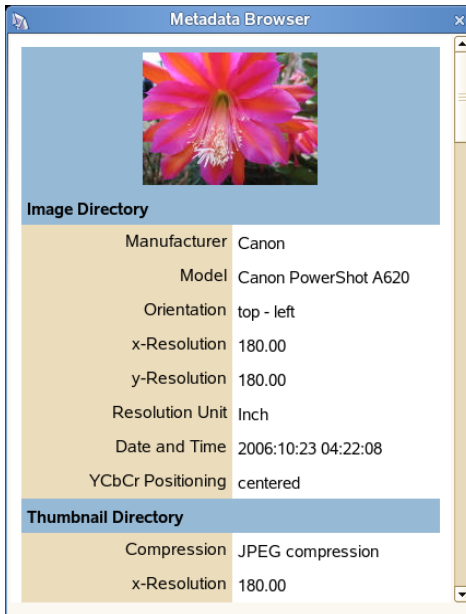 Metadata Browser
Image Directory
Manufacturer Canon
Model Canon PowerShot A620
Orientation top - left
x-Resolution 180.00
y-Resolution 180.00
Resolution Unit Inch
Date and Time 2006:10:23 04:22:08
YCbCr Positioning centered
Thumbnail Directory
Compression JPEG compression
x-Resolution 180.00